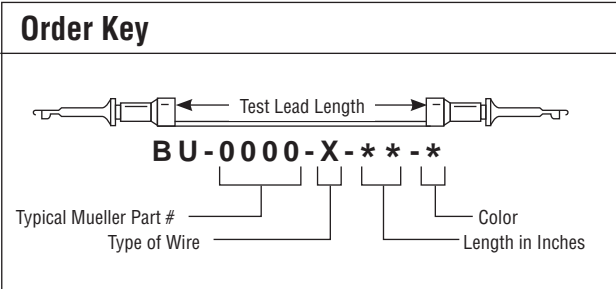 Order Key
Test Lead Length
BU-0000-X-**-*
Typical Mueller Part #
Color
Type of Wire
Length in Inches